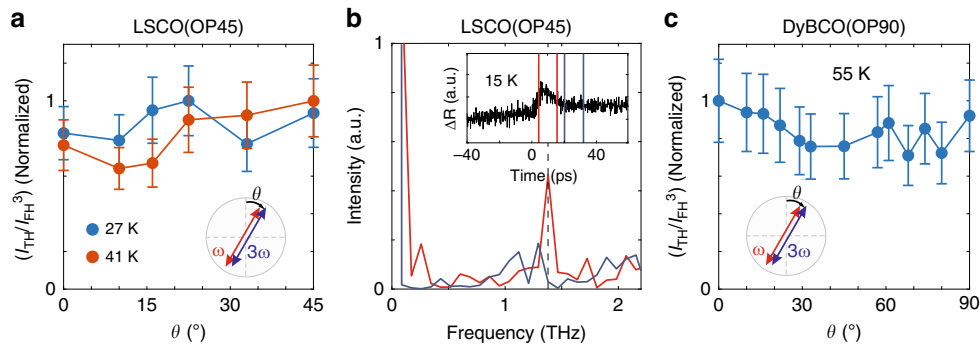 a
LSCO(OP45)
(I_TH/I_FH^3) (Normalized)
1
0
θ
ω
3ω
27 K
41 K
0 15 33 45
θ (°)
b
LSCO(OP45)
Intensity (a.u.)
1
0
15 K
ΔR (a.u.)
−40 0 10 40
Time (ps)
0 1 2
Frequency (THz)
c
DyBCO(OP90)
55 K
(I_TH/I_FH^3) (Normalized)
1
0
θ
ω
3ω
0 30 60 90
θ (°)